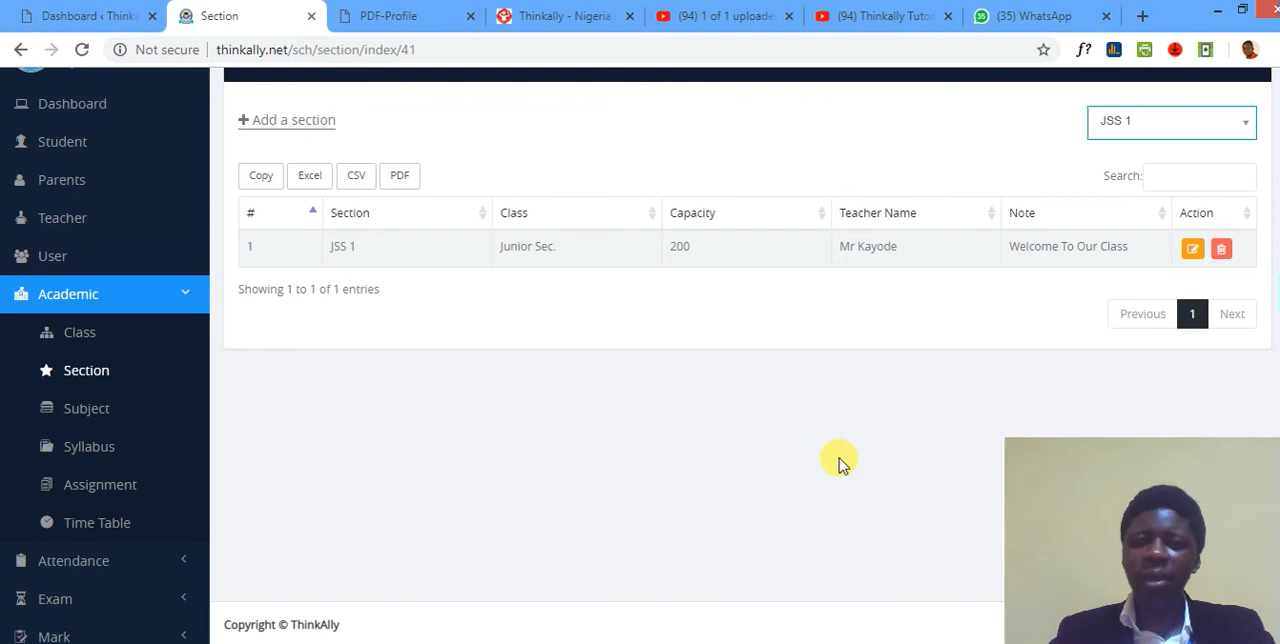 Dashboard ‹ Think
Section
PDF-Profile
Thinkally - Nigeria'
(94) 1 of 1 uploade
(94) Thinkally Tuto
(35) WhatsApp
Not secure thinkally.net/sch/section/index/41
f?
Dashboard
Student
Parents
Teacher
User
Academic
Class
Section
Subject
Syllabus
Assignment
Time Table
Attendance
Exam
Mark
+ Add a section
JSS 1
Copy Excel CSV PDF
Search:
# Section Class Capacity Teacher Name Note Action
1 JSS 1 Junior Sec. 200 Mr Kayode Welcome To Our Class
Showing 1 to 1 of 1 entries
Previous 1 Next
Copyright © ThinkAlly